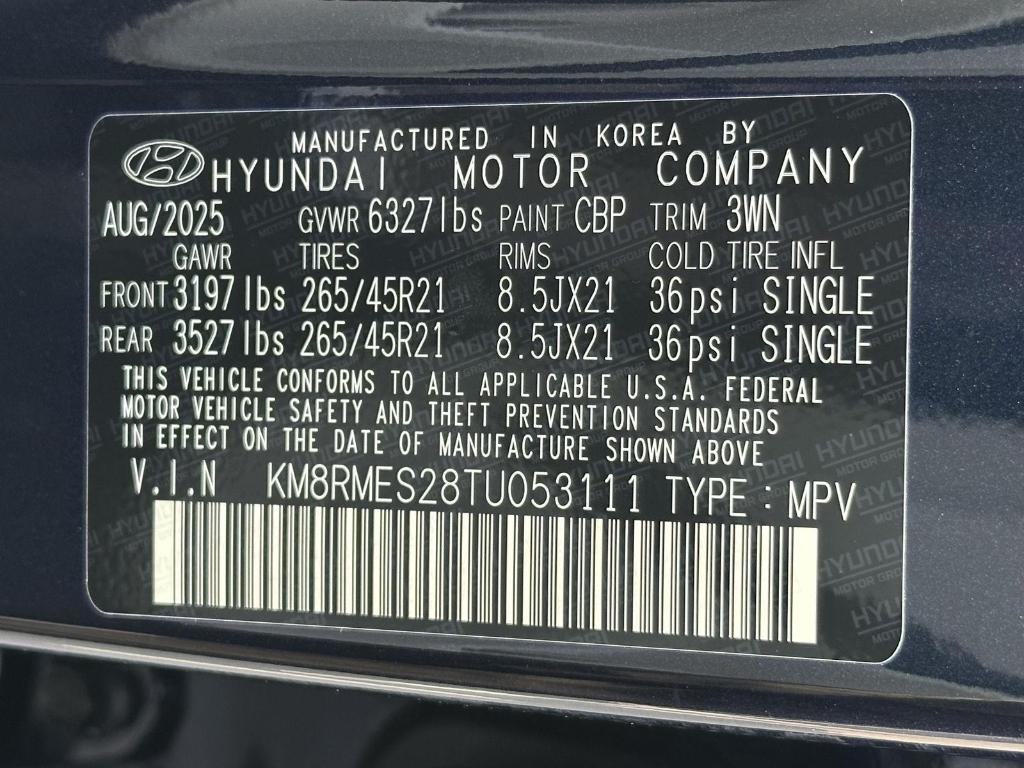 MANUFACTURED IN KOREA BY
HYUNDAI MOTOR COMPANY
AUG/2025 GVWR 6327lbs PAINT CBP TRIM 3WN
GAWR TIRES RIMS COLD TIRE INFL
FRONT 3197lbs 265/45R21 8.5JX21 36psi SINGLE
REAR 3527lbs 265/45R21 8.5JX21 36psi SINGLE
THIS VEHICLE CONFORMS TO ALL APPLICABLE U.S.A. FEDERAL
MOTOR VEHICLE SAFETY AND THEFT PREVENTION STANDARDS
IN EFFECT ON THE DATE OF MANUFACTURE SHOWN ABOVE
V.I.N KM8RMES28TU053111 TYPE : MPV
HYUNDAI
MOTOR GROUP